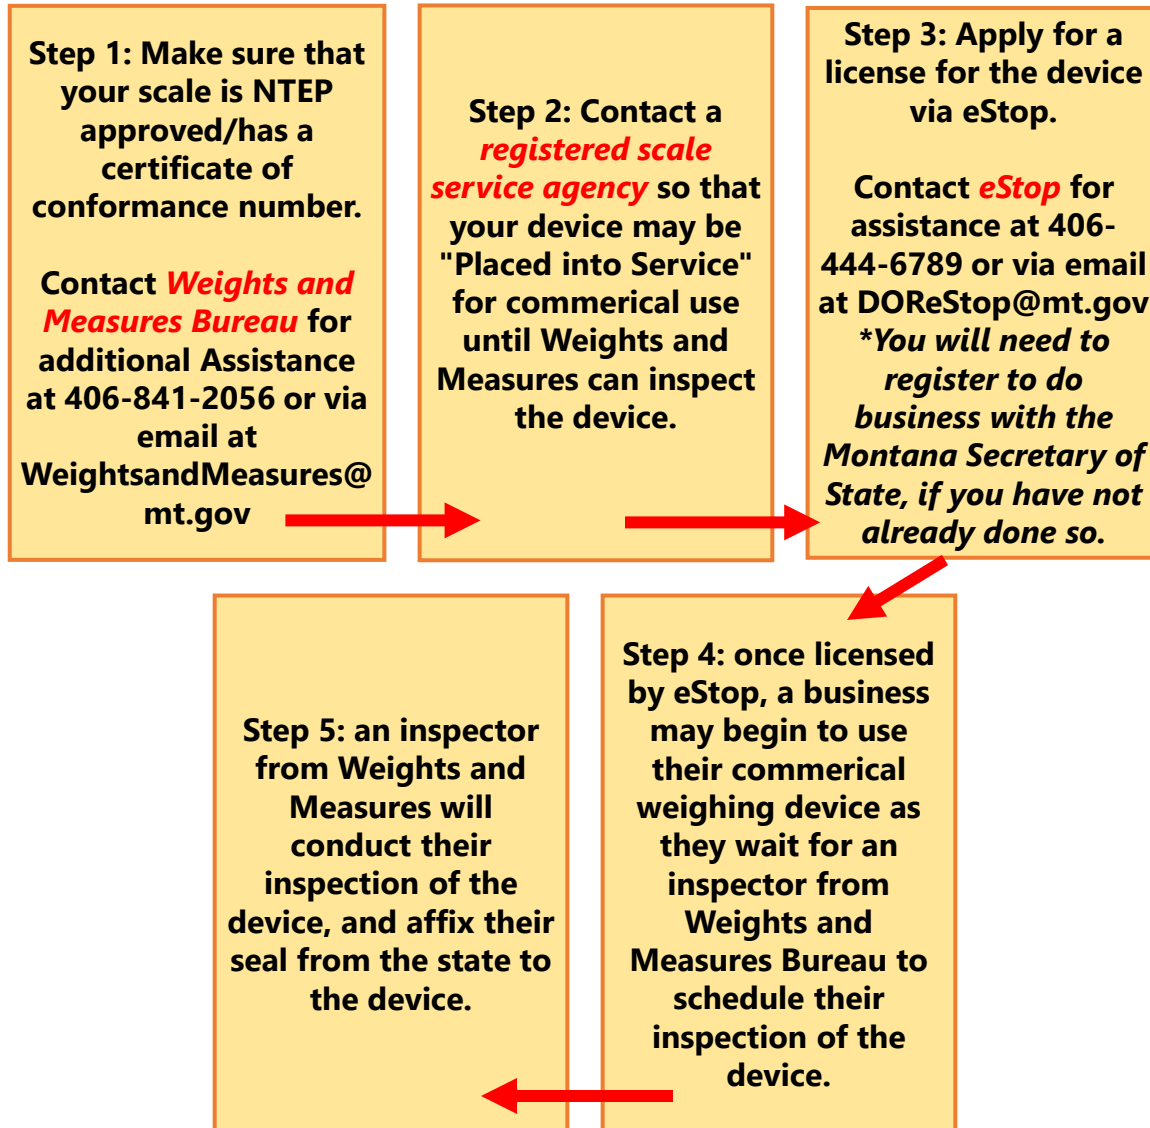 Step 1: Make sure that
your scale is NTEP
approved/has a
certificate of
conformance number.
Contact Weights and
Measures Bureau for
additional Assistance
at 406-841-2056 or via
email at
WeightsandMeasures@
mt.gov
Step 2: Contact a
registered scale
service agency so that
your device may be
"Placed into Service"
for commerical use
until Weights and
Measures can inspect
the device.
Step 3: Apply for a
license for the device
via eStop.
Contact eStop for
assistance at 406-
444-6789 or via email
at DOReStop@mt.gov
*You will need to
register to do
business with the
Montana Secretary of
State, if you have not
already done so.
Step 4: once licensed
by eStop, a business
may begin to use
their commerical
weighing device as
they wait for an
inspector from
Weights and
Measures Bureau to
schedule their
inspection of the
device.
Step 5: an inspector
from Weights and
Measures will
conduct their
inspection of the
device, and affix their
seal from the state to
the device.